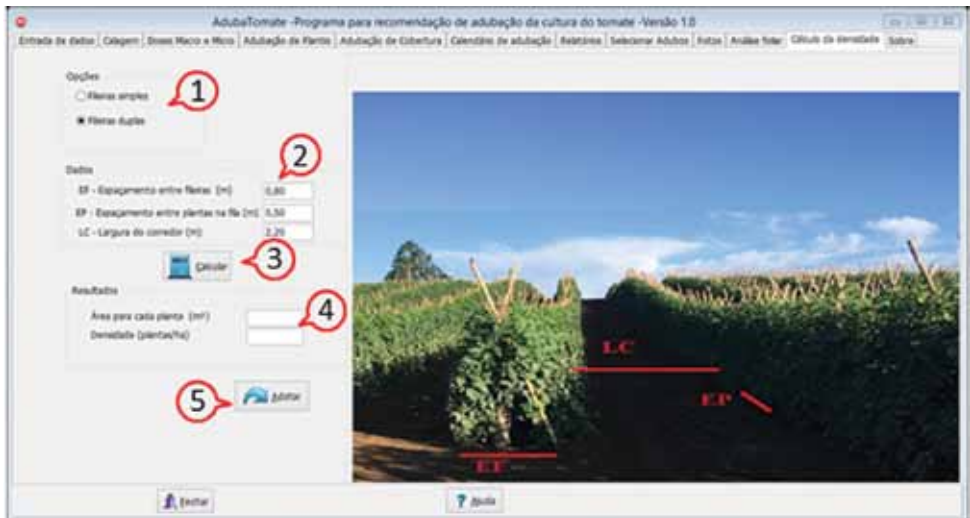 AdubaTomate -Programa para recomendação de adubação da cultura do tomate -Versão 1.0
Entrada de dados Calagem Doses Macro e Micro Adubação de Plantio Adubação de Cobertura Calendário de adubação Relatórios Selecionar Adubos Fotos Análise foliar Cálculo da densidade Sobre
Opções
Fileiras simples
Fileiras duplas
1
Dados
2
EF - Espaçamento entre fileiras (m) 0,80
EP - Espaçamento entre plantas na fila (m) 0,50
LC - Largura do corredor (m) 2,20
Calcular
3
Resultados
Área para cada planta (m²)
Densidade (plantas/ha)
4
Adotar
5
LC
EP
EF
Fechar
Ajuda